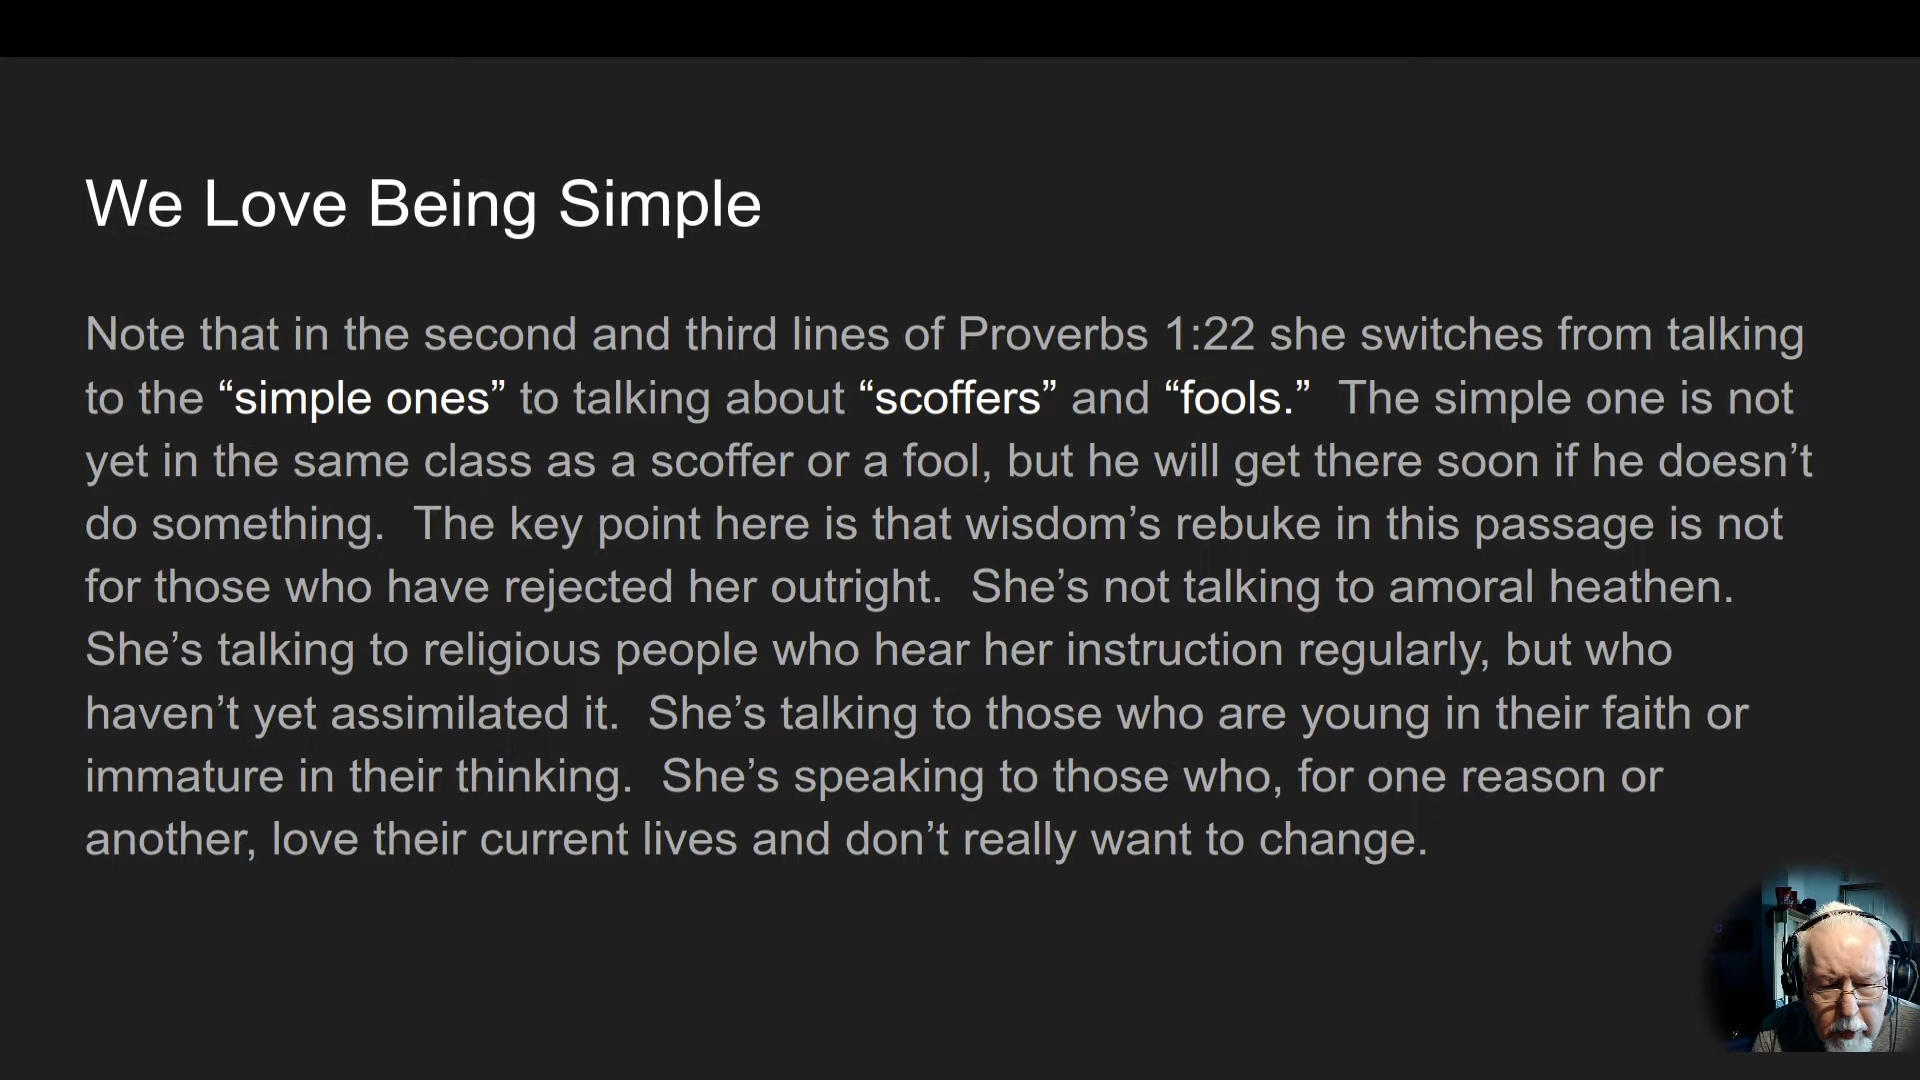 We Love Being Simple
Note that in the second and third lines of Proverbs 1:22 she switches from talking
to the “simple ones” to talking about “scoffers” and “fools.”  The simple one is not
yet in the same class as a scoffer or a fool, but he will get there soon if he doesn’t
do something.  The key point here is that wisdom’s rebuke in this passage is not
for those who have rejected her outright.  She’s not talking to amoral heathen.
She’s talking to religious people who hear her instruction regularly, but who
haven’t yet assimilated it.  She’s talking to those who are young in their faith or
immature in their thinking.  She’s speaking to those who, for one reason or
another, love their current lives and don’t really want to change.